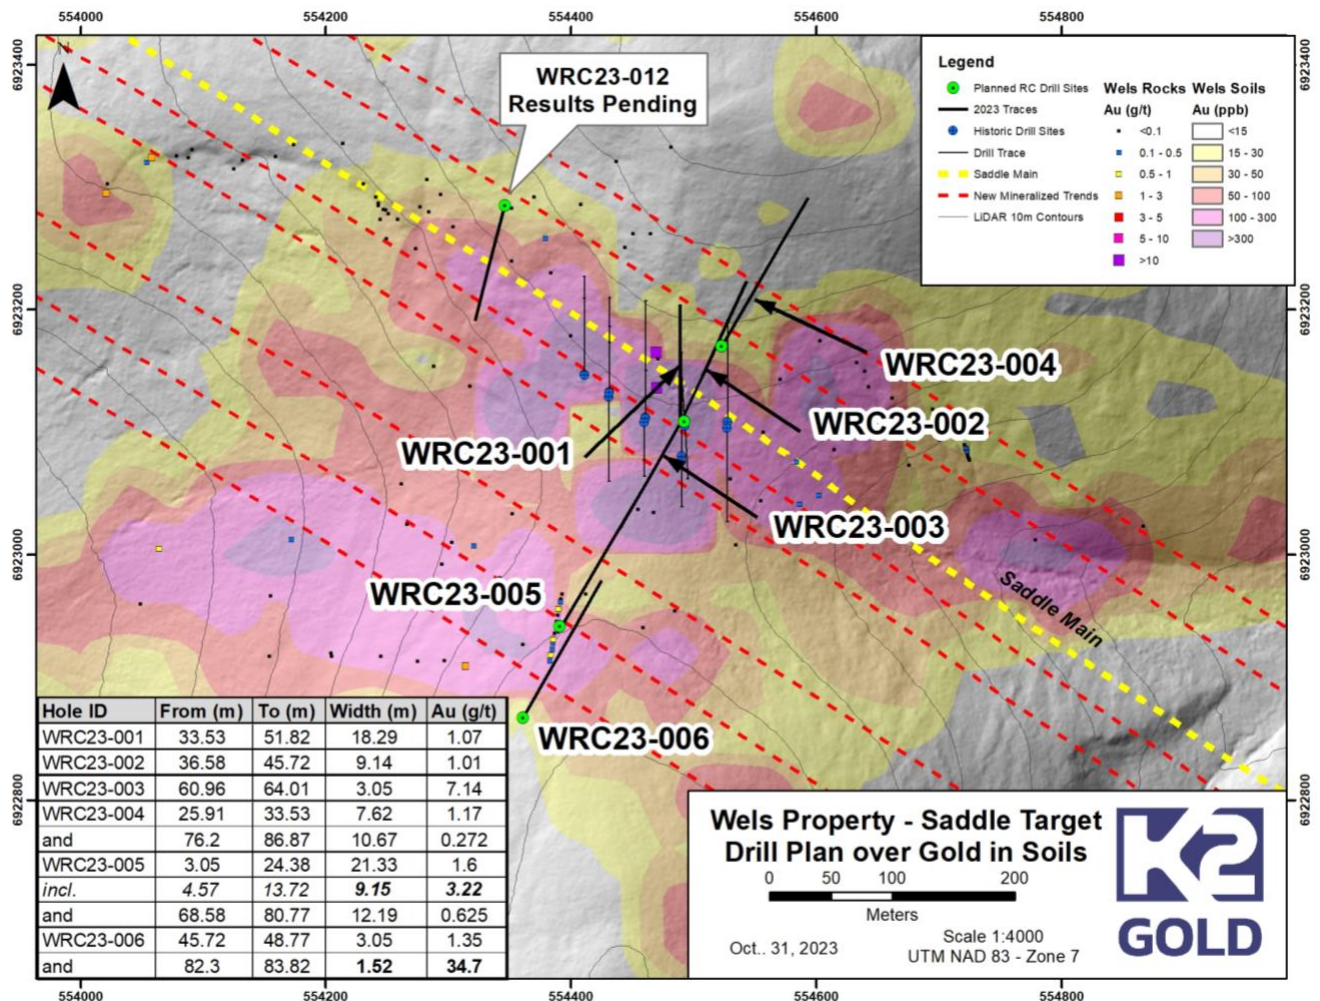 554000 554200 554400 554600 554800
6923400
6923200
6923000
6922800
6923400
6923200
6923000
6922800
N
WRC23-012
Results Pending
Legend
Planned RC Drill Sites
2023 Traces
Historic Drill Sites
Drill Trace
Saddle Main
New Mineralized Trends
LiDAR 10m Contours
Wels Rocks
Au (g/t)
<0.1
0.1 - 0.5
0.5 - 1
1 - 3
3 - 5
5 - 10
>10
Wels Soils
Au (ppb)
<15
15 - 30
30 - 50
50 - 100
100 - 300
>300
WRC23-004
WRC23-002
WRC23-001
WRC23-003
WRC23-005
Saddle Main
WRC23-006
Hole ID From (m) To (m) Width (m) Au (g/t)
WRC23-001 33.53 51.82 18.29 1.07
WRC23-002 36.58 45.72 9.14 1.01
WRC23-003 60.96 64.01 3.05 7.14
WRC23-004 25.91 33.53 7.62 1.17
and 76.2 86.87 10.67 0.272
WRC23-005 3.05 24.38 21.33 1.6
incl. 4.57 13.72 9.15 3.22
and 68.58 80.77 12.19 0.625
WRC23-006 45.72 48.77 3.05 1.35
and 82.3 83.82 1.52 34.7
Wels Property - Saddle Target
Drill Plan over Gold in Soils
0 50 100 200
Meters
Oct.. 31, 2023
Scale 1:4000
UTM NAD 83 - Zone 7
K2
GOLD
554000 554200 554400 554600 554800